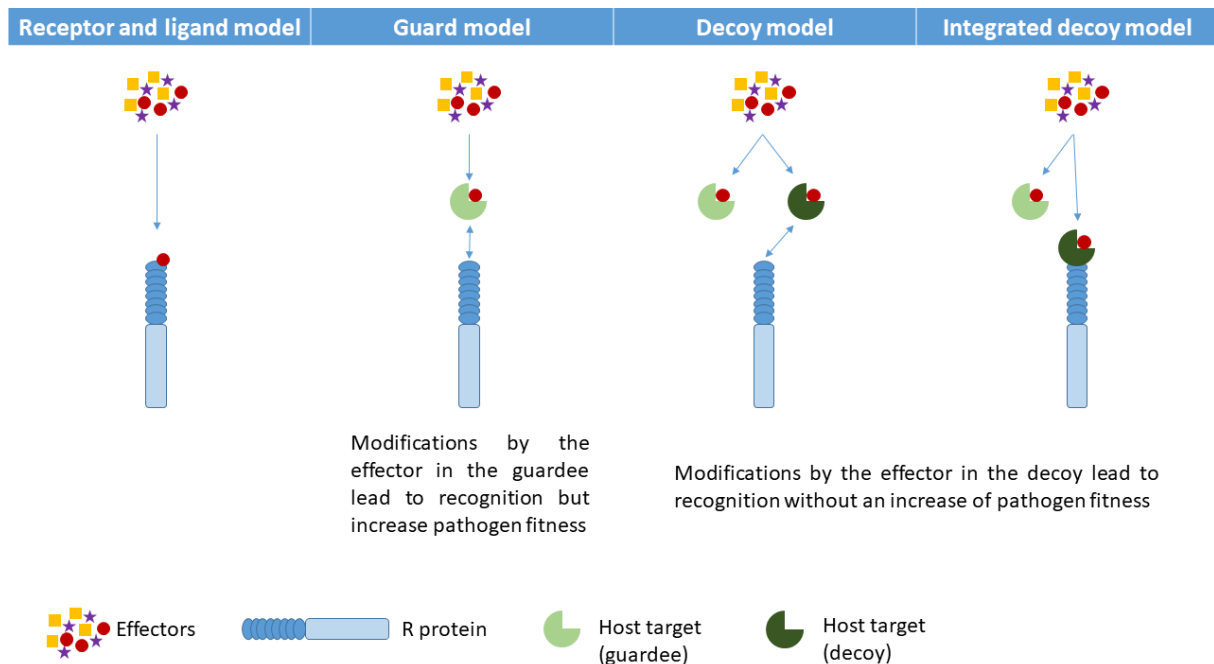 Receptor and ligand model
Guard model
Decoy model
Integrated decoy model
Modifications by the
effector in the guardee
lead to recognition but
increase pathogen fitness
Modifications by the effector in the decoy lead to
recognition without an increase of pathogen fitness
Effectors
R protein
Host target
(guardee)
Host target
(decoy)